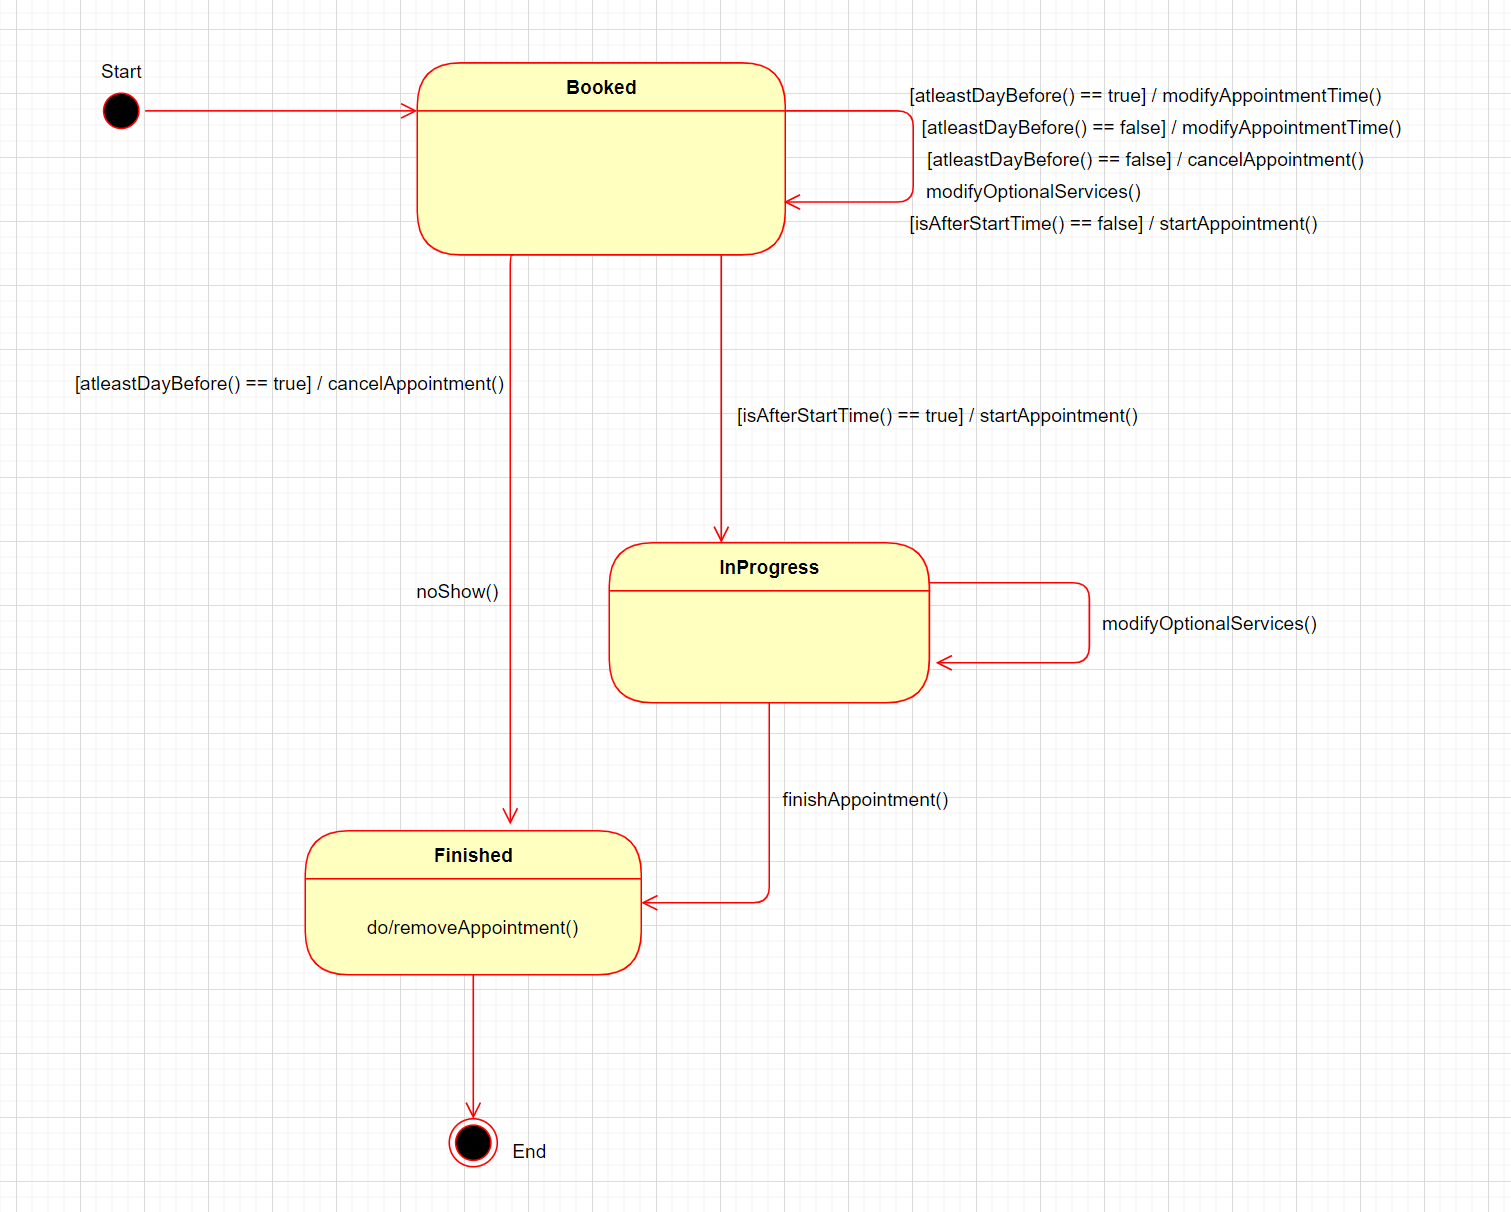 Start
Booked
[atleastDayBefore() == true] / modifyAppointmentTime()
[atleastDayBefore() == false] / modifyAppointmentTime()
[atleastDayBefore() == false] / cancelAppointment()
modifyOptionalServices()
[isAfterStartTime() == false] / startAppointment()
[atleastDayBefore() == true] / cancelAppointment()
[isAfterStartTime() == true] / startAppointment()
InProgress
noShow()
modifyOptionalServices()
finishAppointment()
Finished
do/removeAppointment()
End